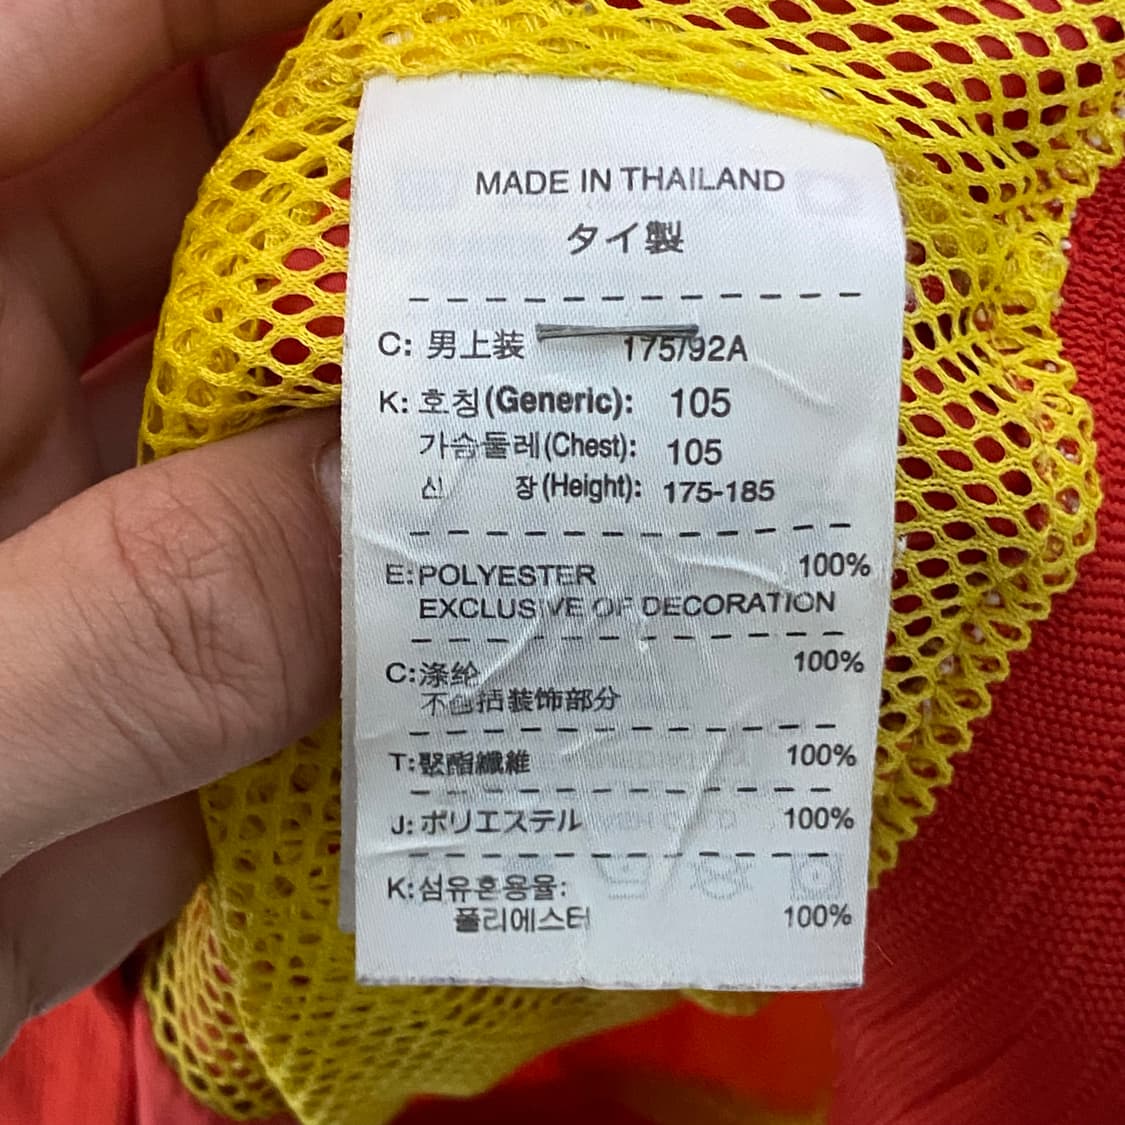 MADE IN THAILAND
タイ製
C: 男上装 175/92A
K: 호칭(Generic): 105
가슴둘레(Chest): 105
신 장(Height): 175-185
E: POLYESTER 100%
EXCLUSIVE OF DECORATION
C: 涤纶 100%
不包括装饰部分
T: 聚酯纖維 100%
J: ポリエステル 100%
K: 섬유혼용율:
폴리에스터 100%